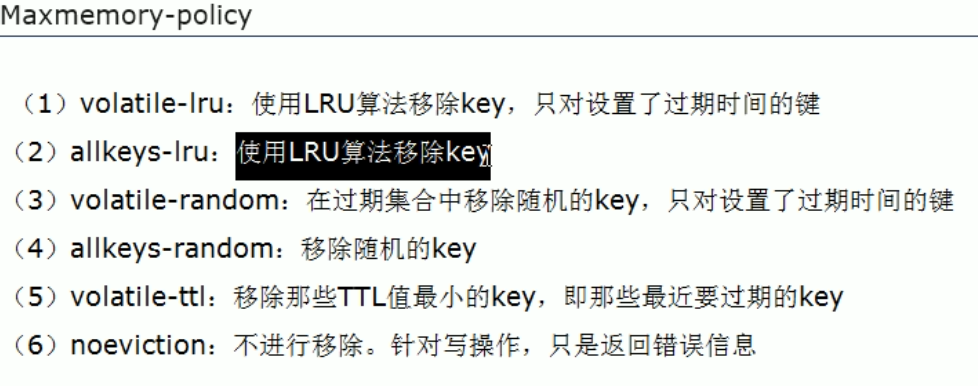 Maxmemory-policy
（1）volatile-lru：使用LRU算法移除key，只对设置了过期时间的键
（2）allkeys-lru：使用LRU算法移除key
（3）volatile-random：在过期集合中移除随机的key，只对设置了过期时间的键
（4）allkeys-random：移除随机的key
（5）volatile-ttl：移除那些TTL值最小的key，即那些最近要过期的key
（6）noeviction：不进行移除。针对写操作，只是返回错误信息